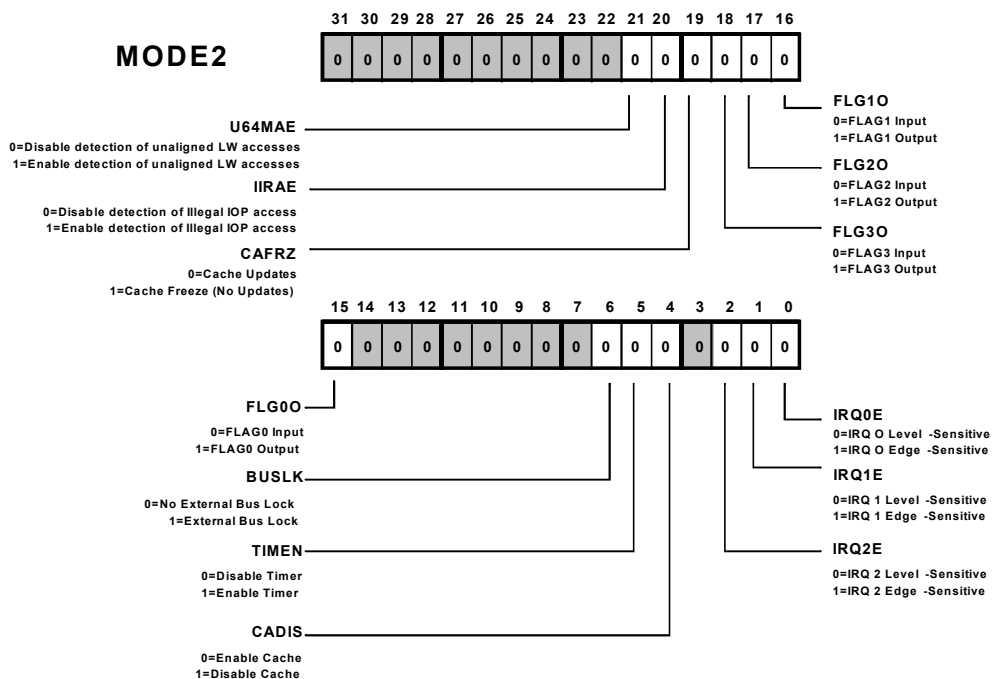 31 30 29 28 27 26 25 24 23 22 21 20 19 18 17 16
MODE2
0 0 0 0 0 0 0 0 0 0 0 0 0 0 0 0
U64MAE
0=Disable detection of unaligned LW accesses
1=Enable detection of unaligned LW accesses
IIRAE
0=Disable detection of Illegal IOP access
1=Enable detection of Illegal IOP access
CAFRZ
0=Cache Updates
1=Cache Freeze (No Updates)
FLG1O
0=FLAG1 Input
1=FLAG1 Output
FLG2O
0=FLAG2 Input
1=FLAG2 Output
FLG3O
0=FLAG3 Input
1=FLAG3 Output
15 14 13 12 11 10 9 8 7 6 5 4 3 2 1 0
0 0 0 0 0 0 0 0 0 0 0 0 0 0 0 0
FLG0O
0=FLAG0 Input
1=FLAG0 Output
BUSLK
0=No External Bus Lock
1=External Bus Lock
TIMEN
0=Disable Timer
1=Enable Timer
CADIS
0=Enable Cache
1=Disable Cache
IRQ0E
0=IRQ O Level -Sensitive
1=IRQ O Edge -Sensitive
IRQ1E
0=IRQ 1 Level -Sensitive
1=IRQ 1 Edge -Sensitive
IRQ2E
0=IRQ 2 Level -Sensitive
1=IRQ 2 Edge -Sensitive